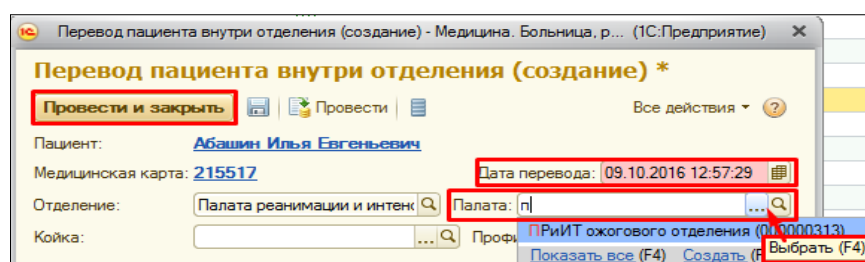 Перевод пациента внутри отделения (создание) - Медицина. Больница, р... (1С:Предприятие)
Перевод пациента внутри отделения (создание) *
Провести и закрыть Провести Все действия
Пациент: Абашин Илья Евгеньевич
Медицинская карта: 215517 Дата перевода: 09.10.2016 12:57:29
Отделение: Палата реанимации и интен Палата: п ...
Койка: ... Проф
ПРиИТ ожогового отделения (000000313)
Показать все (F4) Создать (F
Выбрать (F4)